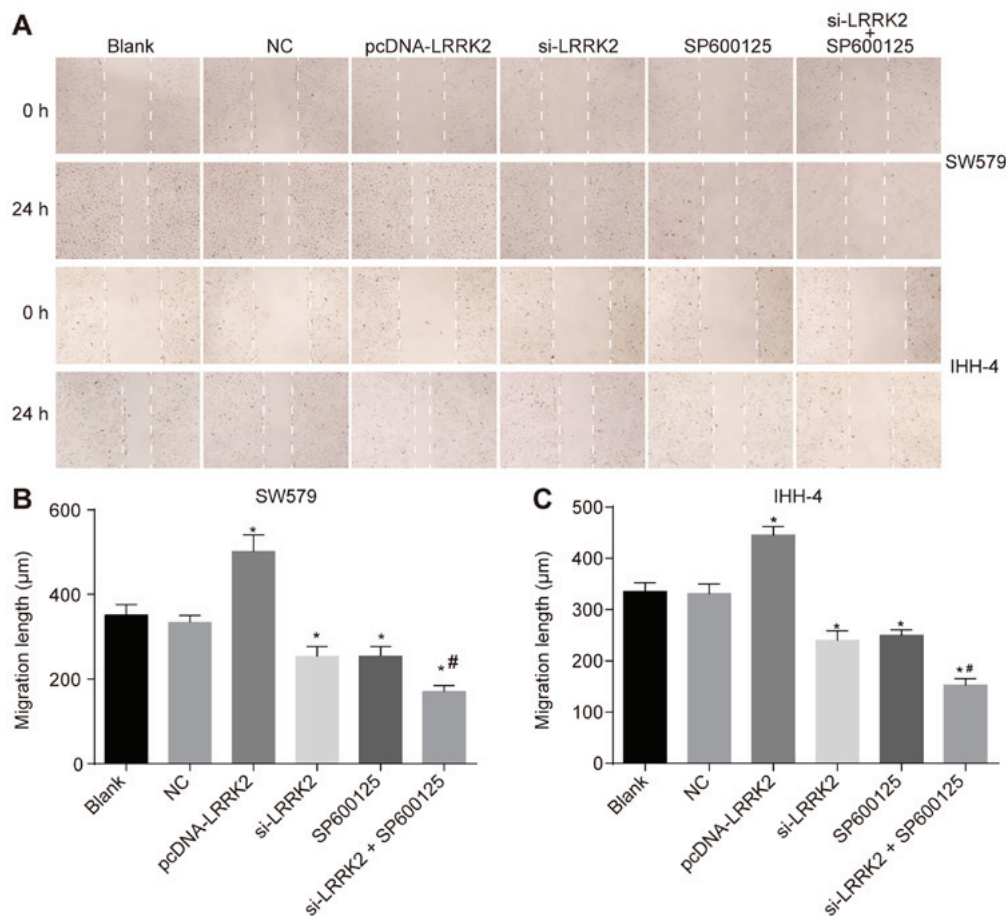 A
Blank NC pcDNA-LRRK2 si-LRRK2 SP600125 si-LRRK2 + SP600125
0 h
SW579
24 h
0 h
IHH-4
24 h
B
SW579
Migration length (µm)
600
400
200
0
*
*
*
* #
Blank
NC
pcDNA-LRRK2
si-LRRK2
SP600125
si-LRRK2 + SP600125
C
IHH-4
Migration length (µm)
500
400
300
200
100
0
*
*
*
* #
Blank
NC
pcDNA-LRRK2
si-LRRK2
SP600125
si-LRRK2 + SP600125